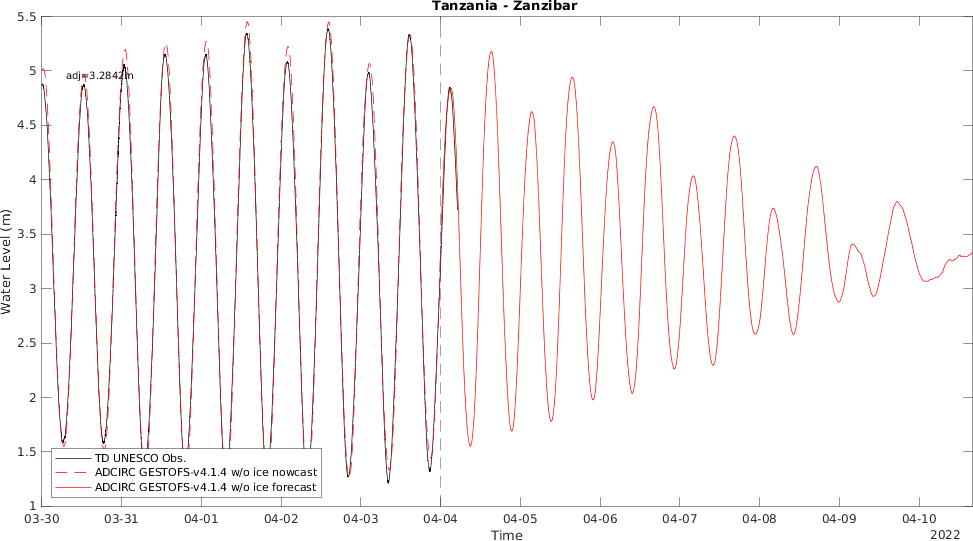 Tanzania - Zanzibar
5.5
5
4.5
4
3.5
3
2.5
2
1.5
1
Water Level (m)
adj=3.2842m
TD UNESCO Obs.
ADCIRC GESTOFS-v4.1.4 w/o ice nowcast
ADCIRC GESTOFS-v4.1.4 w/o ice forecast
03-30 03-31 04-01 04-02 04-03 04-04 04-05 04-06 04-07 04-08 04-09 04-10
Time
2022